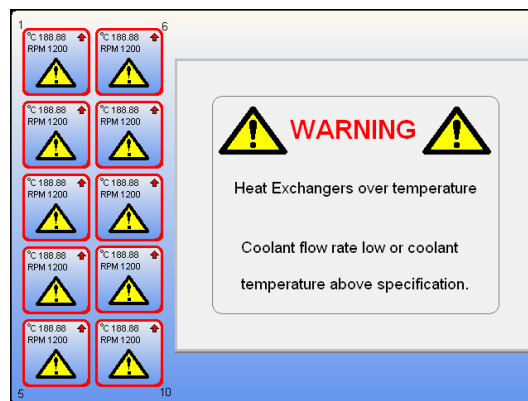 1
6
°C 188.88
RPM 1200
°C 188.88
RPM 1200
°C 188.88
RPM 1200
°C 188.88
RPM 1200
°C 188.88
RPM 1200
°C 188.88
RPM 1200
°C 188.88
RPM 1200
°C 188.88
RPM 1200
°C 188.88
RPM 1200
°C 188.88
RPM 1200
5
10
WARNING
Heat Exchangers over temperature
Coolant flow rate low or coolant
temperature above specification.